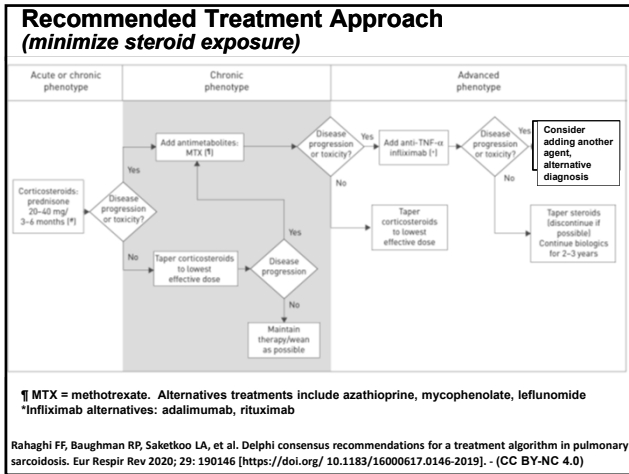 Recommended Treatment Approach
(minimize steroid exposure)
Acute or chronic
phenotype
Chronic
phenotype
Advanced
phenotype
Corticosteroids:
prednisone
20–40 mg/
3–6 months [#]
Disease
progression
or toxicity?
Yes
No
Add antimetabolites:
MTX [¶]
Taper corticosteroids
to lowest
effective dose
Disease
progression
Yes
No
Maintain
therapy/wean
as possible
Disease
progression
or toxicity?
Yes
No
Add anti-TNF-α
infliximab [*]
Taper
corticosteroids
to lowest
effective dose
Disease
progression
or toxicity?
Yes
No
Consider
adding another
agent,
alternative
diagnosis
Taper steroids
(discontinue if
possible)
Continue biologics
for 2–3 years
¶ MTX = methotrexate. Alternatives treatments include azathioprine, mycophenolate, leflunomide
*Infliximab alternatives: adalimumab, rituximab
Rahaghi FF, Baughman RP, Saketkoo LA, et al. Delphi consensus recommendations for a treatment algorithm in pulmonary
sarcoidosis. Eur Respir Rev 2020; 29: 190146 [https://doi.org/ 10.1183/16000617.0146-2019]. - (CC BY-NC 4.0)